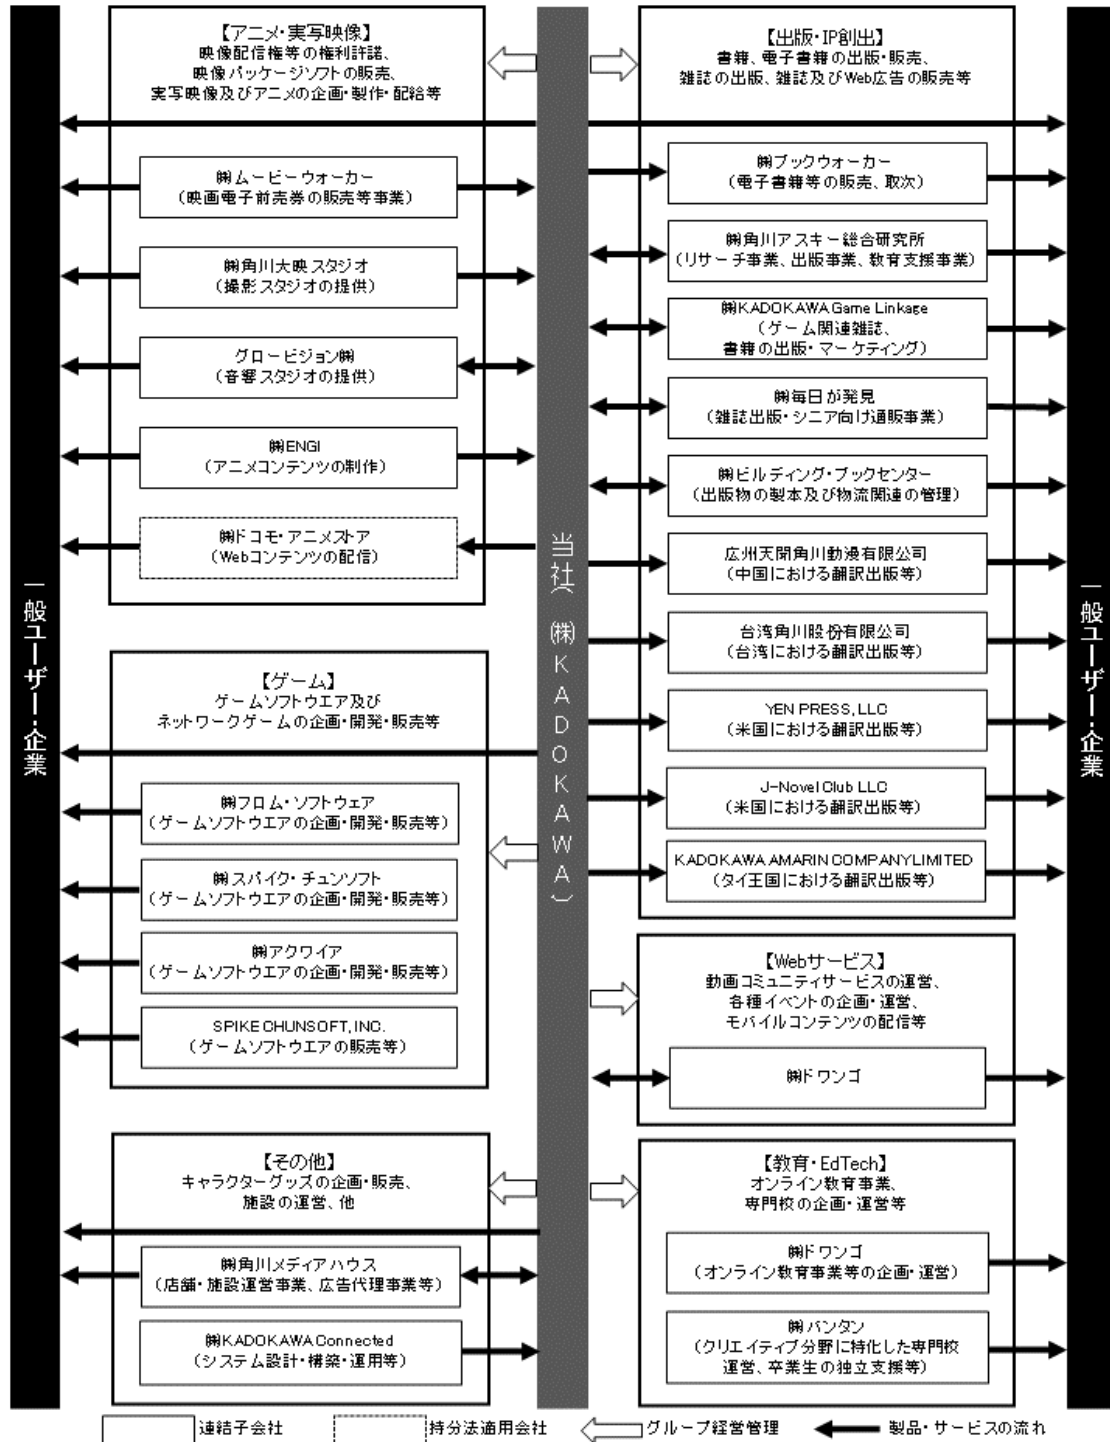 【アニメ・実写映像】
映像配信権等の権利許諾、
映像パッケージソフトの販売、
実写映像及びアニメの企画・製作・配給等
㈱ムービーウォーカー
(映画電子前売券の販売等事業)
㈱角川大映スタジオ
(撮影スタジオの提供)
グロービジョン㈱
(音響スタジオの提供)
㈱ENGI
(アニメコンテンツの制作)
㈱ドコモ・アニメストア
(Webコンテンツの配信)
【ゲーム】
ゲームソフトウエア及び
ネットワークゲームの企画・開発・販売等
㈱フロム・ソフトウェア
(ゲームソフトウエアの企画・開発・販売等)
㈱スパイク・チュンソフト
(ゲームソフトウエアの企画・開発・販売等)
㈱アクワイア
(ゲームソフトウエアの企画・開発・販売等)
SPIKE CHUNSOFT, INC.
(ゲームソフトウエアの販売等)
【その他】
キャラクターグッズの企画・販売、
施設の運営、他
㈱角川メディアハウス
(店舗・施設運営事業、広告代理事業等)
㈱KADOKAWA Connected
(システム設計・構築・運用等)
一般ユーザー・企業
当社(㈱KADOKAWA)
【出版・IP創出】
書籍、電子書籍の出版・販売、
雑誌の出版、雑誌及びWeb広告の販売等
㈱ブックウォーカー
(電子書籍等の販売、取次)
㈱角川アスキー総合研究所
(リサーチ事業、出版事業、教育支援事業)
㈱KADOKAWA Game Linkage
(ゲーム関連雑誌、
書籍の出版・マーケティング)
㈱毎日が発見
(雑誌出版・シニア向け通販事業)
㈱ビルディング・ブックセンター
(出版物の製本及び物流関連の管理)
広州天聞角川動漫有限公司
(中国における翻訳出版等)
台湾角川股份有限公司
(台湾における翻訳出版等)
YEN PRESS, LLC
(米国における翻訳出版等)
J-Novel Club LLC
(米国における翻訳出版等)
KADOKAWA AMARIN COMPANY LIMITED
(タイ王国における翻訳出版等)
【Webサービス】
動画コミュニティサービスの運営、
各種イベントの企画・運営、
モバイルコンテンツの配信等
㈱ドワンゴ
【教育・EdTech】
オンライン教育事業、
専門校の企画・運営等
㈱ドワンゴ
(オンライン教育事業等の企画・運営)
㈱バンタン
(クリエイティブ分野に特化した専門校
運営、卒業生の独立支援等)
一般ユーザー・企業
連結子会社
持分法適用会社
グループ経営管理
製品・サービスの流れ